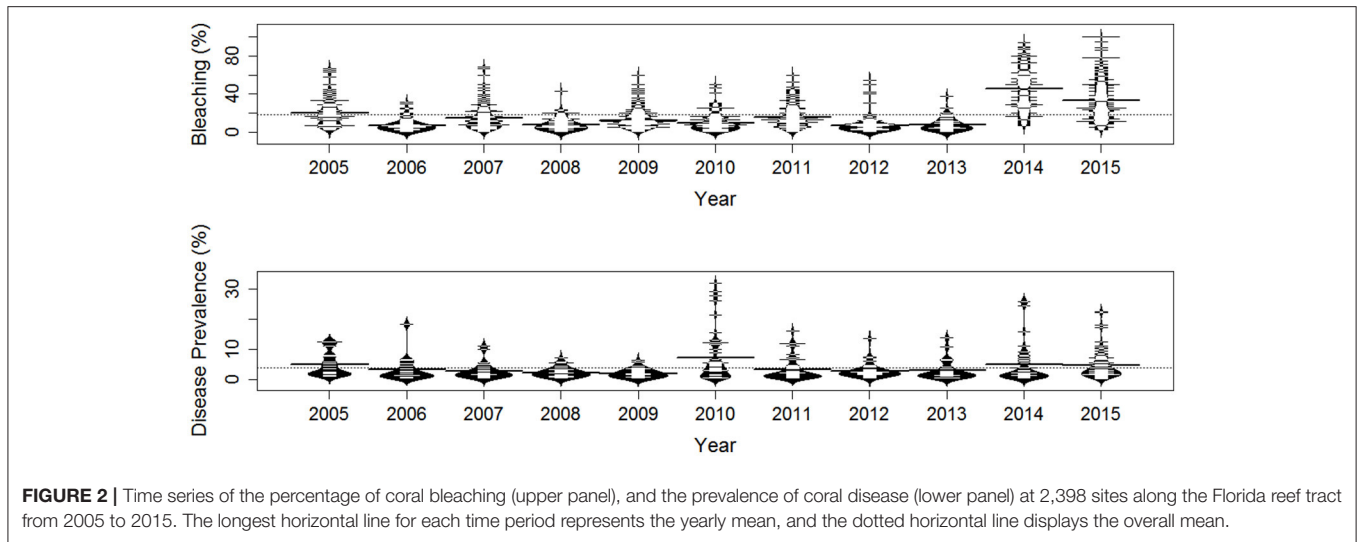 Bleaching (%)
80
40
0
2005 2006 2007 2008 2009 2010 2011 2012 2013 2014 2015
Year
Disease Prevalence (%)
30
10
0
2005 2006 2007 2008 2009 2010 2011 2012 2013 2014 2015
Year
FIGURE 2 | Time series of the percentage of coral bleaching (upper panel), and the prevalence of coral disease (lower panel) at 2,398 sites along the Florida reef tract
from 2005 to 2015. The longest horizontal line for each time period represents the yearly mean, and the dotted horizontal line displays the overall mean.